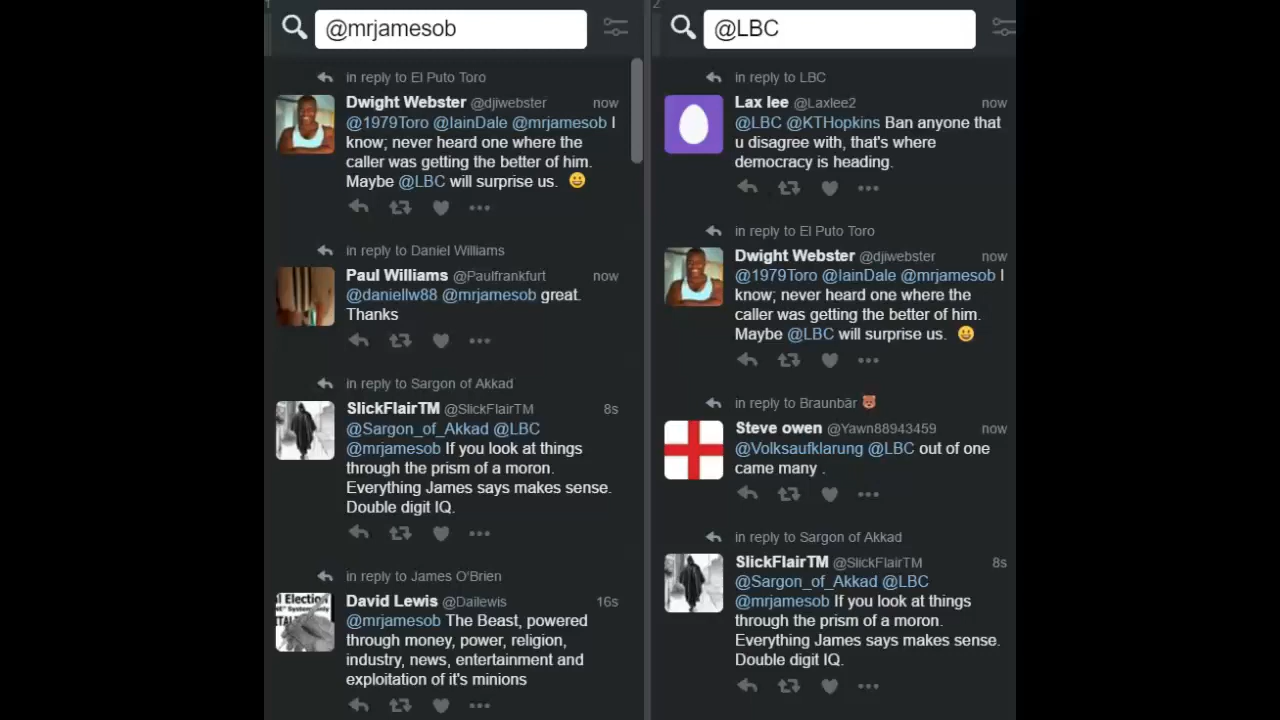 1
@mrjamesob
in reply to El Puto Toro
Dwight Webster @djiwebster now
@1979Toro @IainDale @mrjamesob I
know; never heard one where the
caller was getting the better of him.
Maybe @LBC will surprise us. 😀
in reply to Daniel Williams
Paul Williams @Paulfrankfurt now
@daniellw88 @mrjamesob great.
Thanks
in reply to Sargon of Akkad
SlickFlairTM @SlickFlairTM 8s
@Sargon_of_Akkad @LBC
@mrjamesob If you look at things
through the prism of a moron.
Everything James says makes sense.
Double digit IQ.
in reply to James O'Brien
l Election
David Lewis @Dailewis 16s
@mrjamesob The Beast, powered
through money, power, religion,
industry, news, entertainment and
exploitation of it's minions
2
@LBC
in reply to LBC
Lax lee @Laxlee2 now
@LBC @KTHopkins Ban anyone that
u disagree with, that's where
democracy is heading.
in reply to El Puto Toro
Dwight Webster @djiwebster now
@1979Toro @IainDale @mrjamesob I
know; never heard one where the
caller was getting the better of him.
Maybe @LBC will surprise us. 😀
in reply to Braunbär 🐻
Steve owen @Yawn88943459 now
@Volksaufklarung @LBC out of one
came many .
in reply to Sargon of Akkad
SlickFlairTM @SlickFlairTM 8s
@Sargon_of_Akkad @LBC
@mrjamesob If you look at things
through the prism of a moron.
Everything James says makes sense.
Double digit IQ.